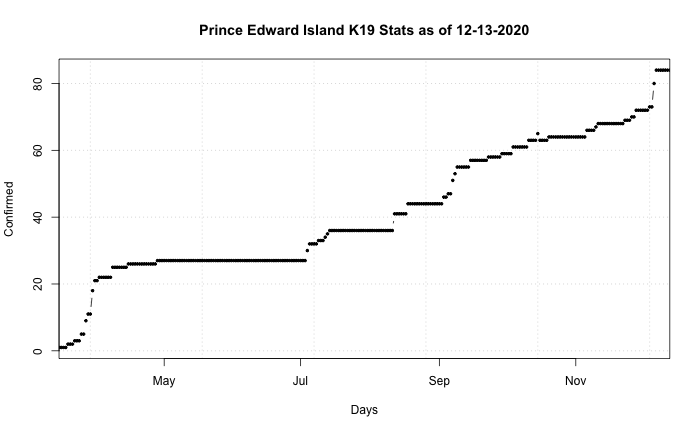 Prince Edward Island K19 Stats as of 12-13-2020
Confirmed
80
60
40
20
0
May Jul Sep Nov
Days